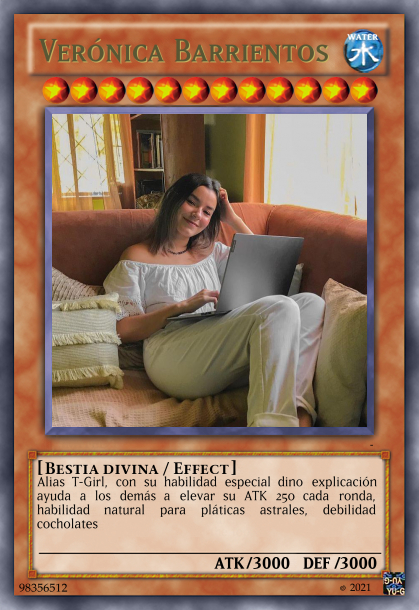 VERÓNICA BARRIENTOS
WATER
水
[BESTIA DIVINA / EFFECT]
Alias T-Girl, con su habilidad especial dino explicación
ayuda a los demás a elevar su ATK 250 cada ronda,
habilidad natural para pláticas astrales, debilidad
cocholates
ATK/3000 DEF/3000
98356512
© 2021